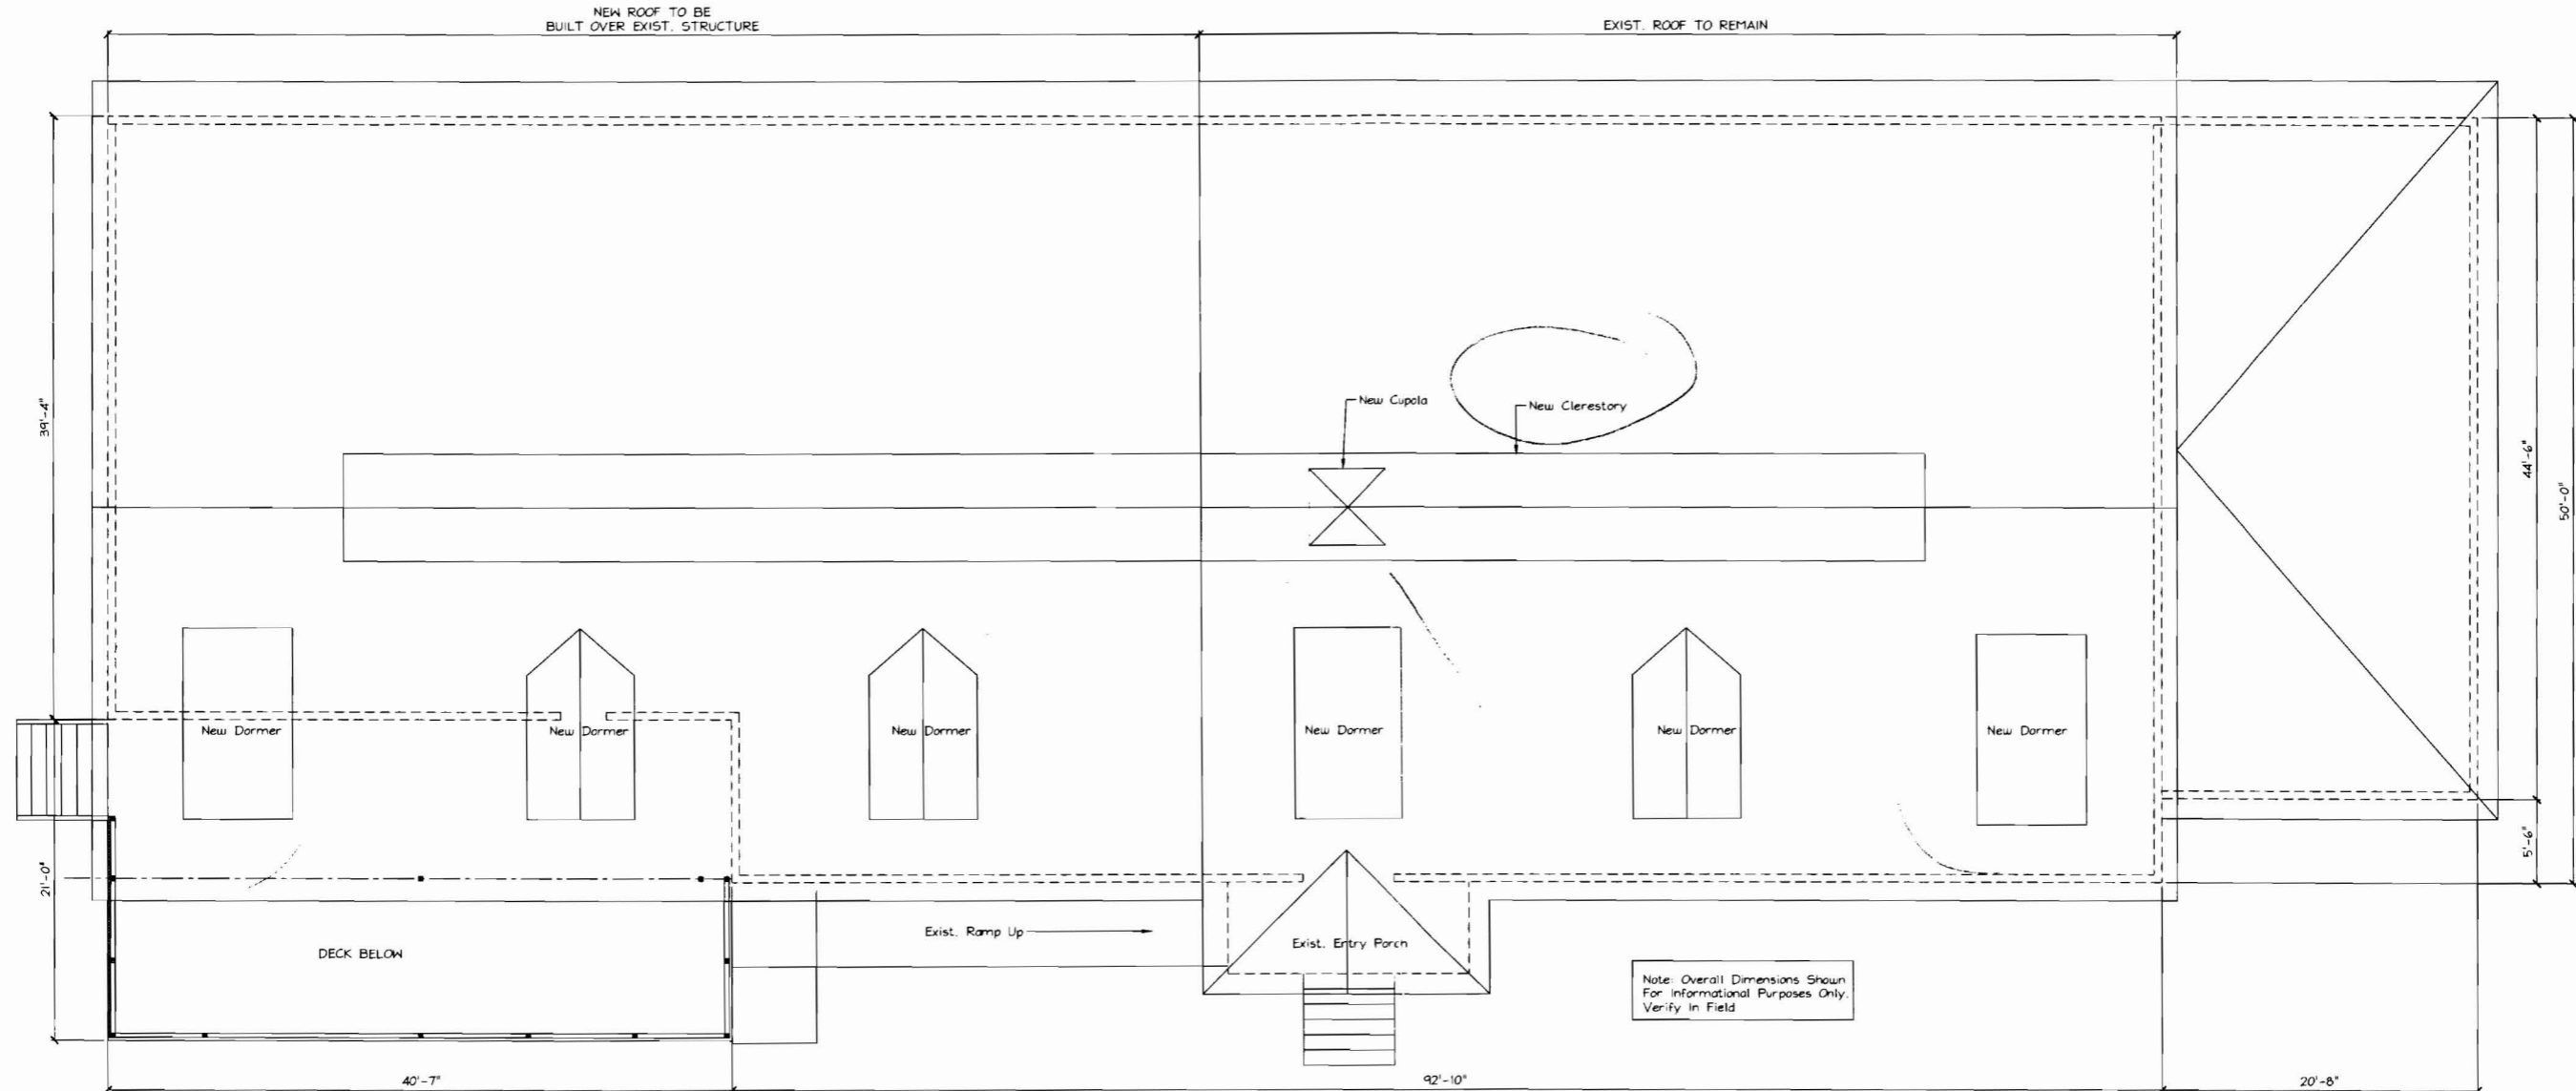 NEW ROOF TO BE
BUILT OVER EXIST. STRUCTURE
EXIST. ROOF TO REMAIN
39'-4"
New Cupola
New Clerestory
44'-6"
50'-0"
New Dormer
New Dormer
New Dormer
New Dormer
New Dormer
New Dormer
5'-6"
21'-0"
DECK BELOW
Exist. Ramp Up
Exist. Entry Porch
Note: Overall Dimensions Shown
For Informational Purposes Only.
Verify In Field
40'-7"
92'-10"
20'-8"